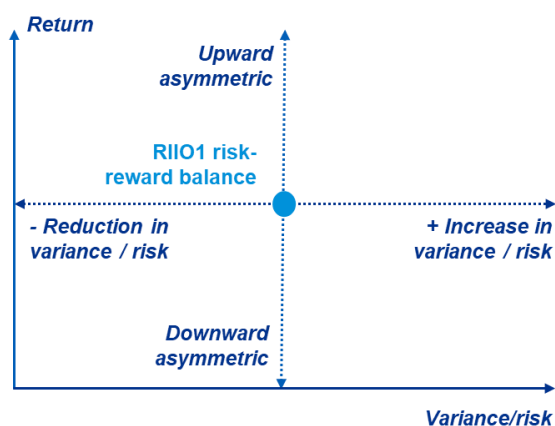 Return
Upward
asymmetric
RIIO1 risk-
reward balance
- Reduction in
variance / risk
+ Increase in
variance / risk
Downward
asymmetric
Variance/risk